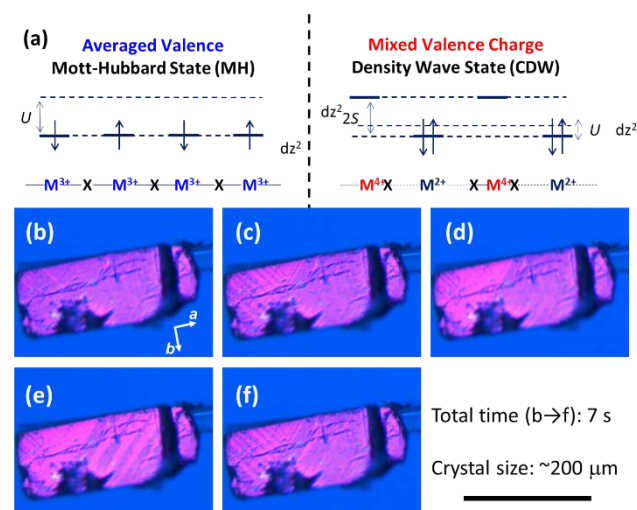 (a)
Averaged Valence
Mott-Hubbard State (MH)
U
dz²
M³⁺ X M³⁺ X M³⁺ X M³⁺
Mixed Valence Charge
Density Wave State (CDW)
dz² 2S
U dz²
M⁴⁺ M²⁺ X M⁴⁺X M²⁺
(b)
a
b
(c)
(d)
(e)
(f)
Total time (b→f): 7 s
Crystal size: ~200 μm